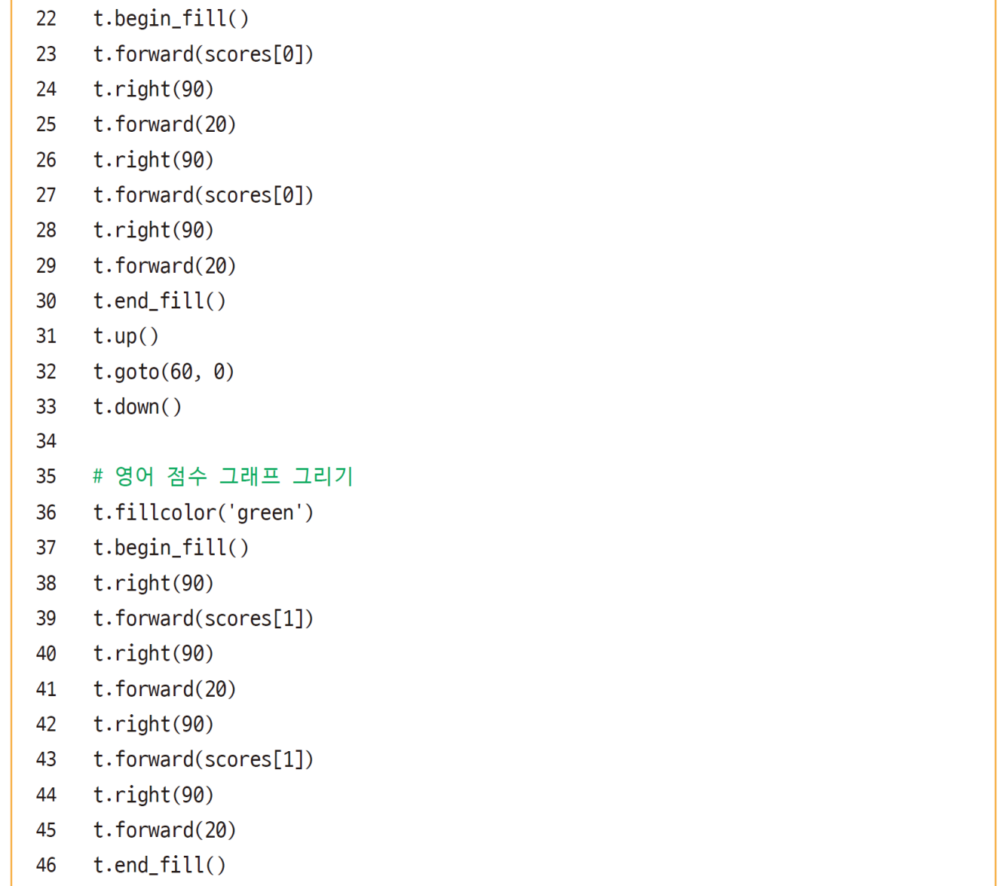 22 t.begin_fill()
23 t.forward(scores[0])
24 t.right(90)
25 t.forward(20)
26 t.right(90)
27 t.forward(scores[0])
28 t.right(90)
29 t.forward(20)
30 t.end_fill()
31 t.up()
32 t.goto(60, 0)
33 t.down()
34
35 # 영어 점수 그래프 그리기
36 t.fillcolor('green')
37 t.begin_fill()
38 t.right(90)
39 t.forward(scores[1])
40 t.right(90)
41 t.forward(20)
42 t.right(90)
43 t.forward(scores[1])
44 t.right(90)
45 t.forward(20)
46 t.end_fill()